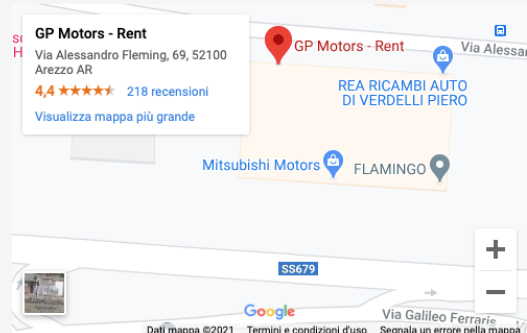 GP Motors - Rent
Via Alessandro Fleming, 69, 52100
Arezzo AR
4,4 218 recensioni
Visualizza mappa più grande
GP Motors - Rent
Via Alessa
REA RICAMBI AUTO
DI VERDELLI PIERO
Mitsubishi Motors
FLAMINGO
SS679
+
−
Google
Via Galileo Ferraris
Dati mappa ©2021 Termini e condizioni d'uso Segnala un errore nella mappa